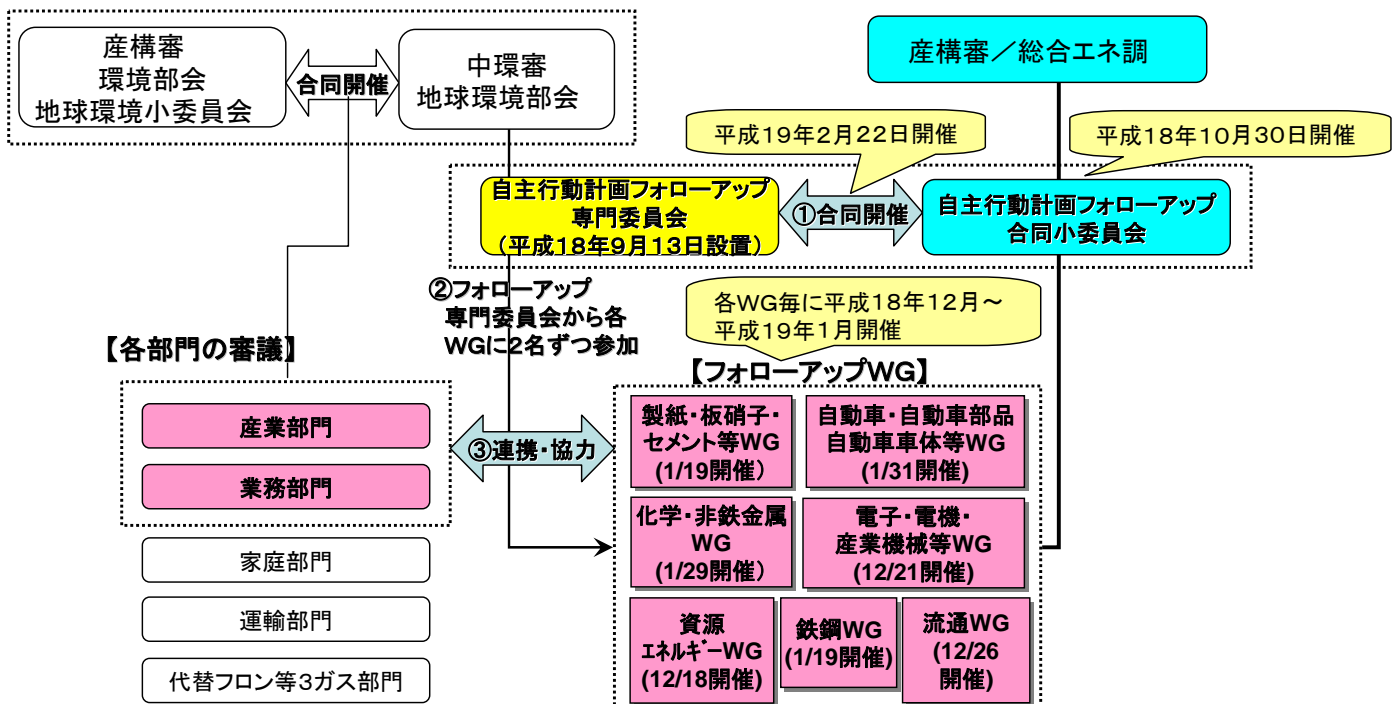 産構審
環境部会
地球環境小委員会
合同開催
中環審
地球環境部会
産構審／総合エネ調
平成19年2月22日開催
平成18年10月30日開催
自主行動計画フォローアップ
専門委員会
（平成18年9月13日設置）
①合同開催
自主行動計画フォローアップ
合同小委員会
②フォローアップ
専門委員会から各
WGに2名ずつ参加
各WG毎に平成18年12月～
平成19年1月開催
【各部門の審議】
【フォローアップWG】
産業部門
業務部門
家庭部門
運輸部門
代替フロン等3ガス部門
③連携・協力
製紙・板硝子・
セメント等WG
(1/19開催)
自動車・自動車部品
自動車車体等WG
(1/31開催)
化学・非鉄金属
WG
(1/29開催)
電子・電機・
産業機械等WG
(12/21開催)
資源
エネルギーWG
(12/18開催)
鉄鋼WG
(1/19開催)
流通WG
(12/26
開催)